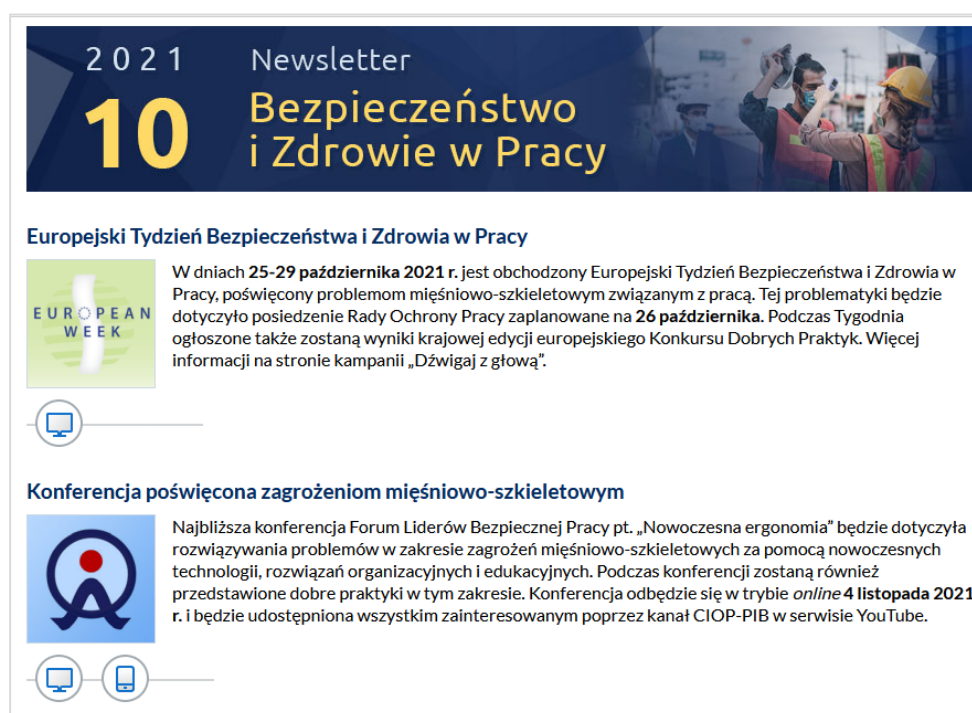 2021
10
Newsletter
Bezpieczeństwo
i Zdrowie w Pracy
Europejski Tydzień Bezpieczeństwa i Zdrowia w Pracy
EUROPEAN
WEEK
W dniach 25-29 października 2021 r. jest obchodzony Europejski Tydzień Bezpieczeństwa i Zdrowia w
Pracy, poświęcony problemom mięśniowo-szkieletowym związanym z pracą. Tej problematyki będzie
dotyczyło posiedzenie Rady Ochrony Pracy zaplanowane na 26 października. Podczas Tygodnia
ogłoszone także zostaną wyniki krajowej edycji europejskiego Konkursu Dobrych Praktyk. Więcej
informacji na stronie kampanii „Dźwigaj z głową”.
Konferencja poświęcona zagrożeniom mięśniowo-szkieletowym
Najbliższa konferencja Forum Liderów Bezpiecznej Pracy pt. „Nowoczesna ergonomia” będzie dotyczyła
rozwiązywania problemów w zakresie zagrożeń mięśniowo-szkieletowych za pomocą nowoczesnych
technologii, rozwiązań organizacyjnych i edukacyjnych. Podczas konferencji zostaną również
przedstawione dobre praktyki w tym zakresie. Konferencja odbędzie się w trybie online 4 listopada 2021
r. i będzie udostępniona wszystkim zainteresowanym poprzez kanał CIOP-PIB w serwisie YouTube.